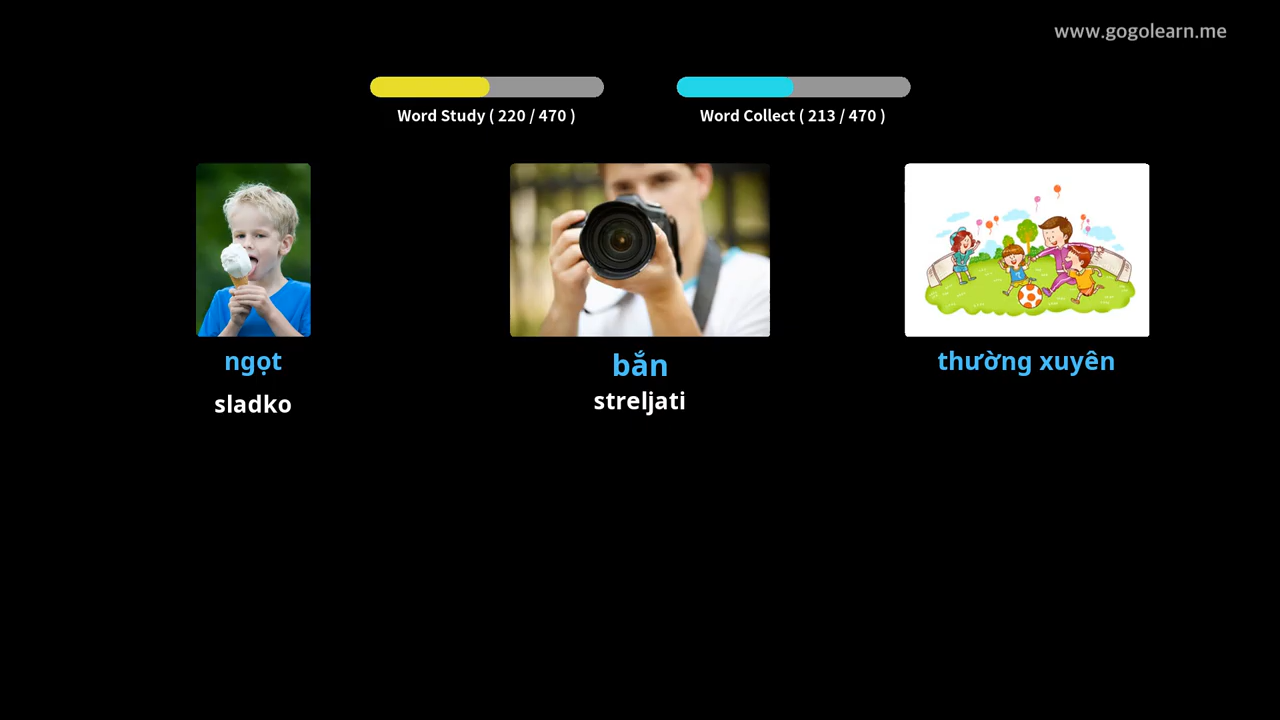 www.gogolearn.me
Word Study ( 220 / 470 )
Word Collect ( 213 / 470 )
ngọt
sladko
bắn
streljati
thường xuyên